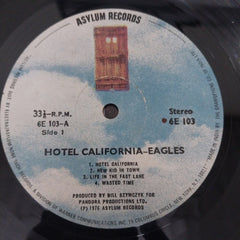 ASYLUM RECORDS
33⅓-R.P.M.
6E 103-A
Side 1
Stereo
6E 103
HOTEL CALIFORNIA-EAGLES
1. HOTEL CALIFORNIA
2. NEW KID IN TOWN
3. LIFE IN THE FAST LANE
4. WASTED TIME
PRODUCED BY BILL SZYMCZYK FOR
PANDORA PRODUCTIONS LTD.
℗ 1976 ASYLUM RECORDS